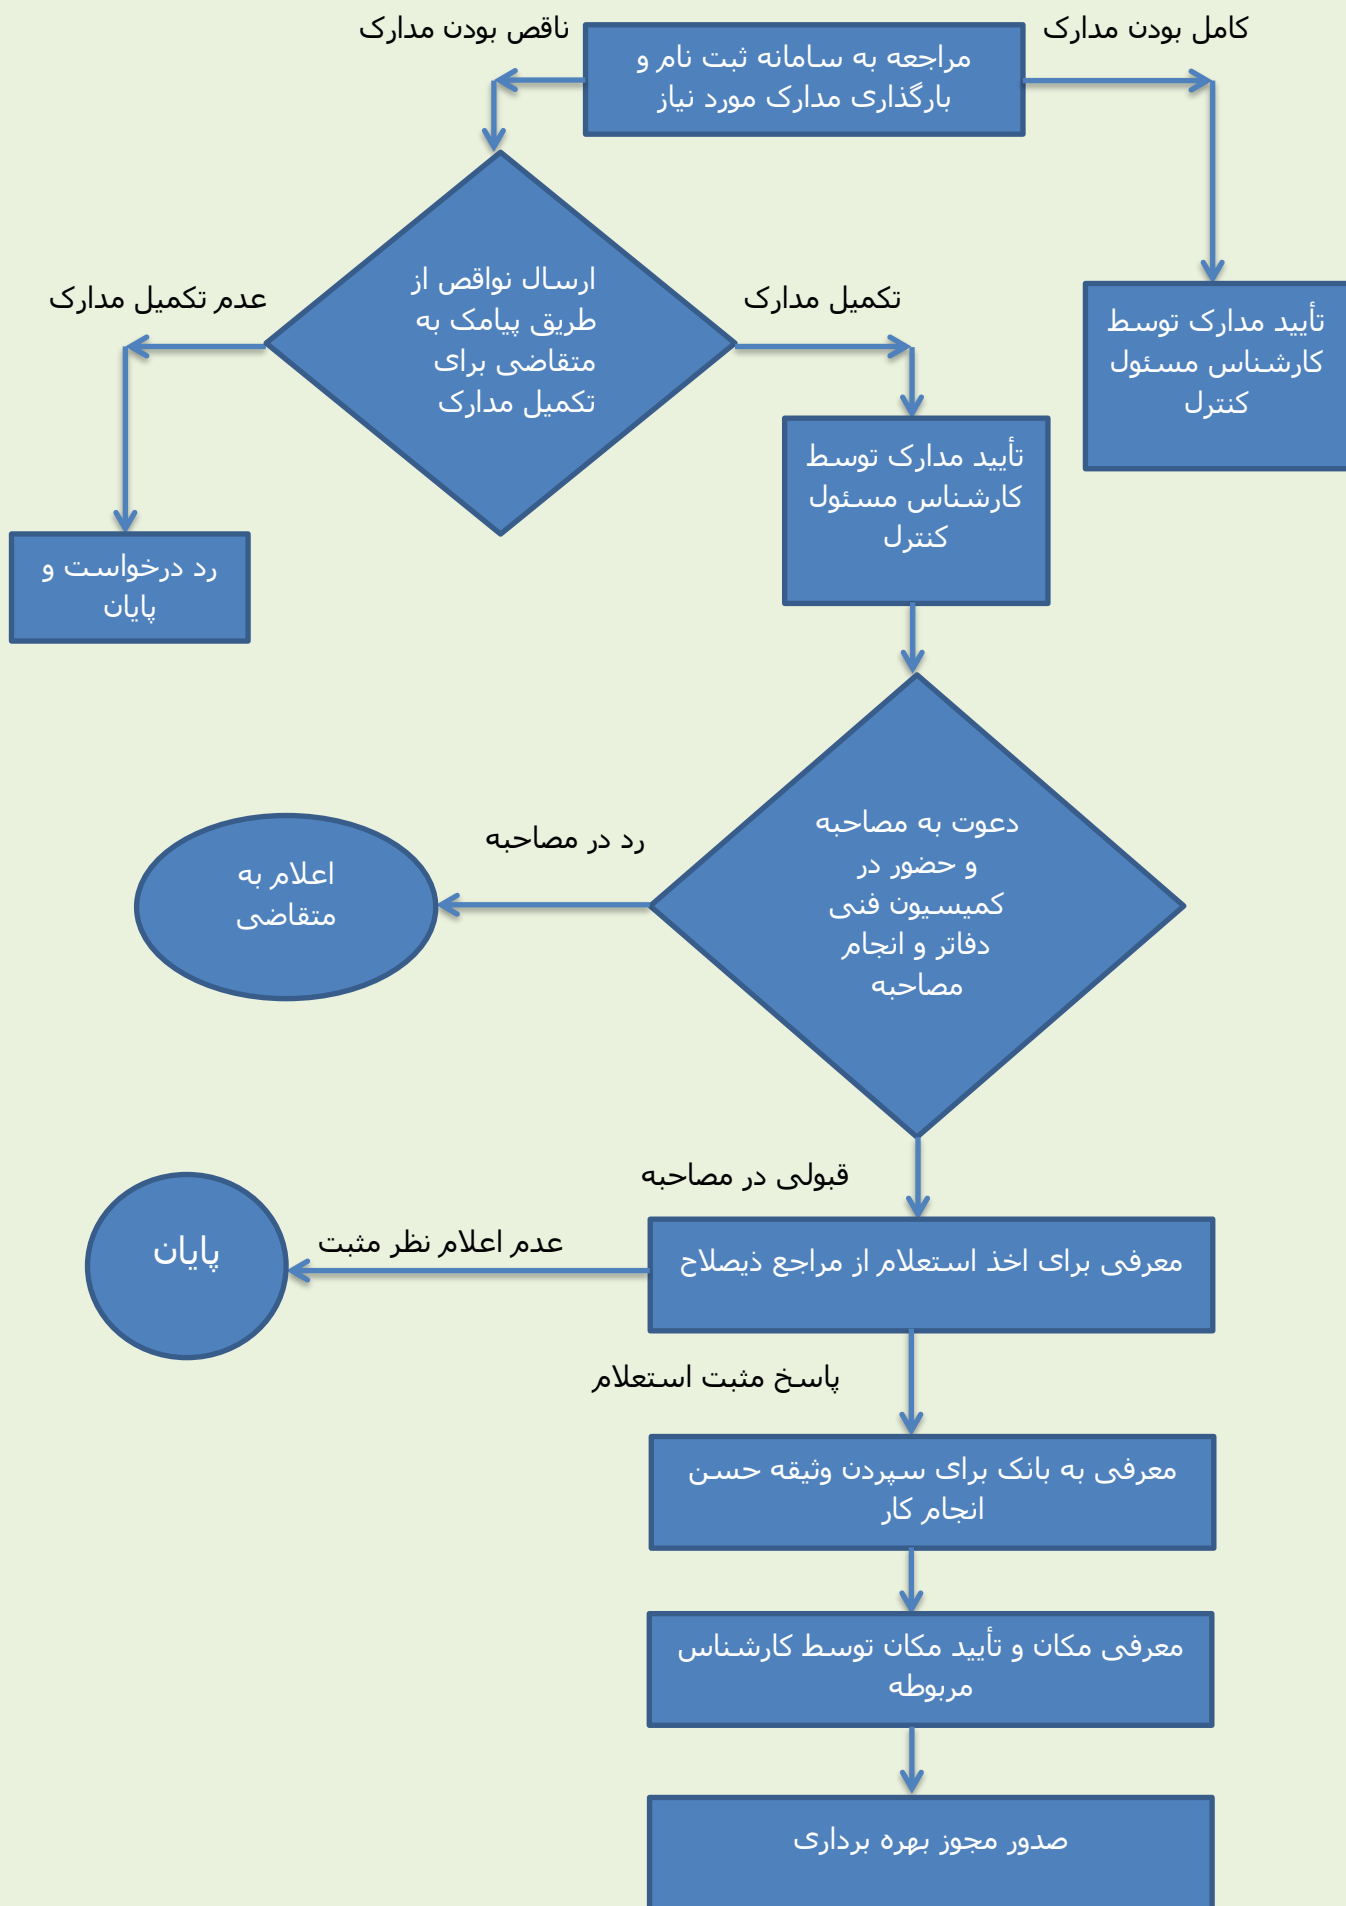 کامل بودن مدارک
ناقص بودن مدارک
مراجعه به سامانه ثبت نام و
بارگذاری مدارک مورد نیاز
ارسال نواقص از
طریق پیامک به
متقاضی برای
تکمیل مدارک
تکمیل مدارک
عدم تکمیل مدارک
تأیید مدارک توسط
کارشناس مسئول
کنترل
تأیید مدارک توسط
کارشناس مسئول
کنترل
رد درخواست و
پایان
دعوت به مصاحبه
و حضور در
کمیسیون فنی
دفاتر و انجام
مصاحبه
رد در مصاحبه
اعلام به
متقاضی
قبولی در مصاحبه
معرفی برای اخذ استعلام از مراجع ذیصلاح
عدم اعلام نظر مثبت
پایان
پاسخ مثبت استعلام
معرفی به بانک برای سپردن وثیقه حسن
انجام کار
معرفی مکان و تأیید مکان توسط کارشناس
مربوطه
صدور مجوز بهره برداری